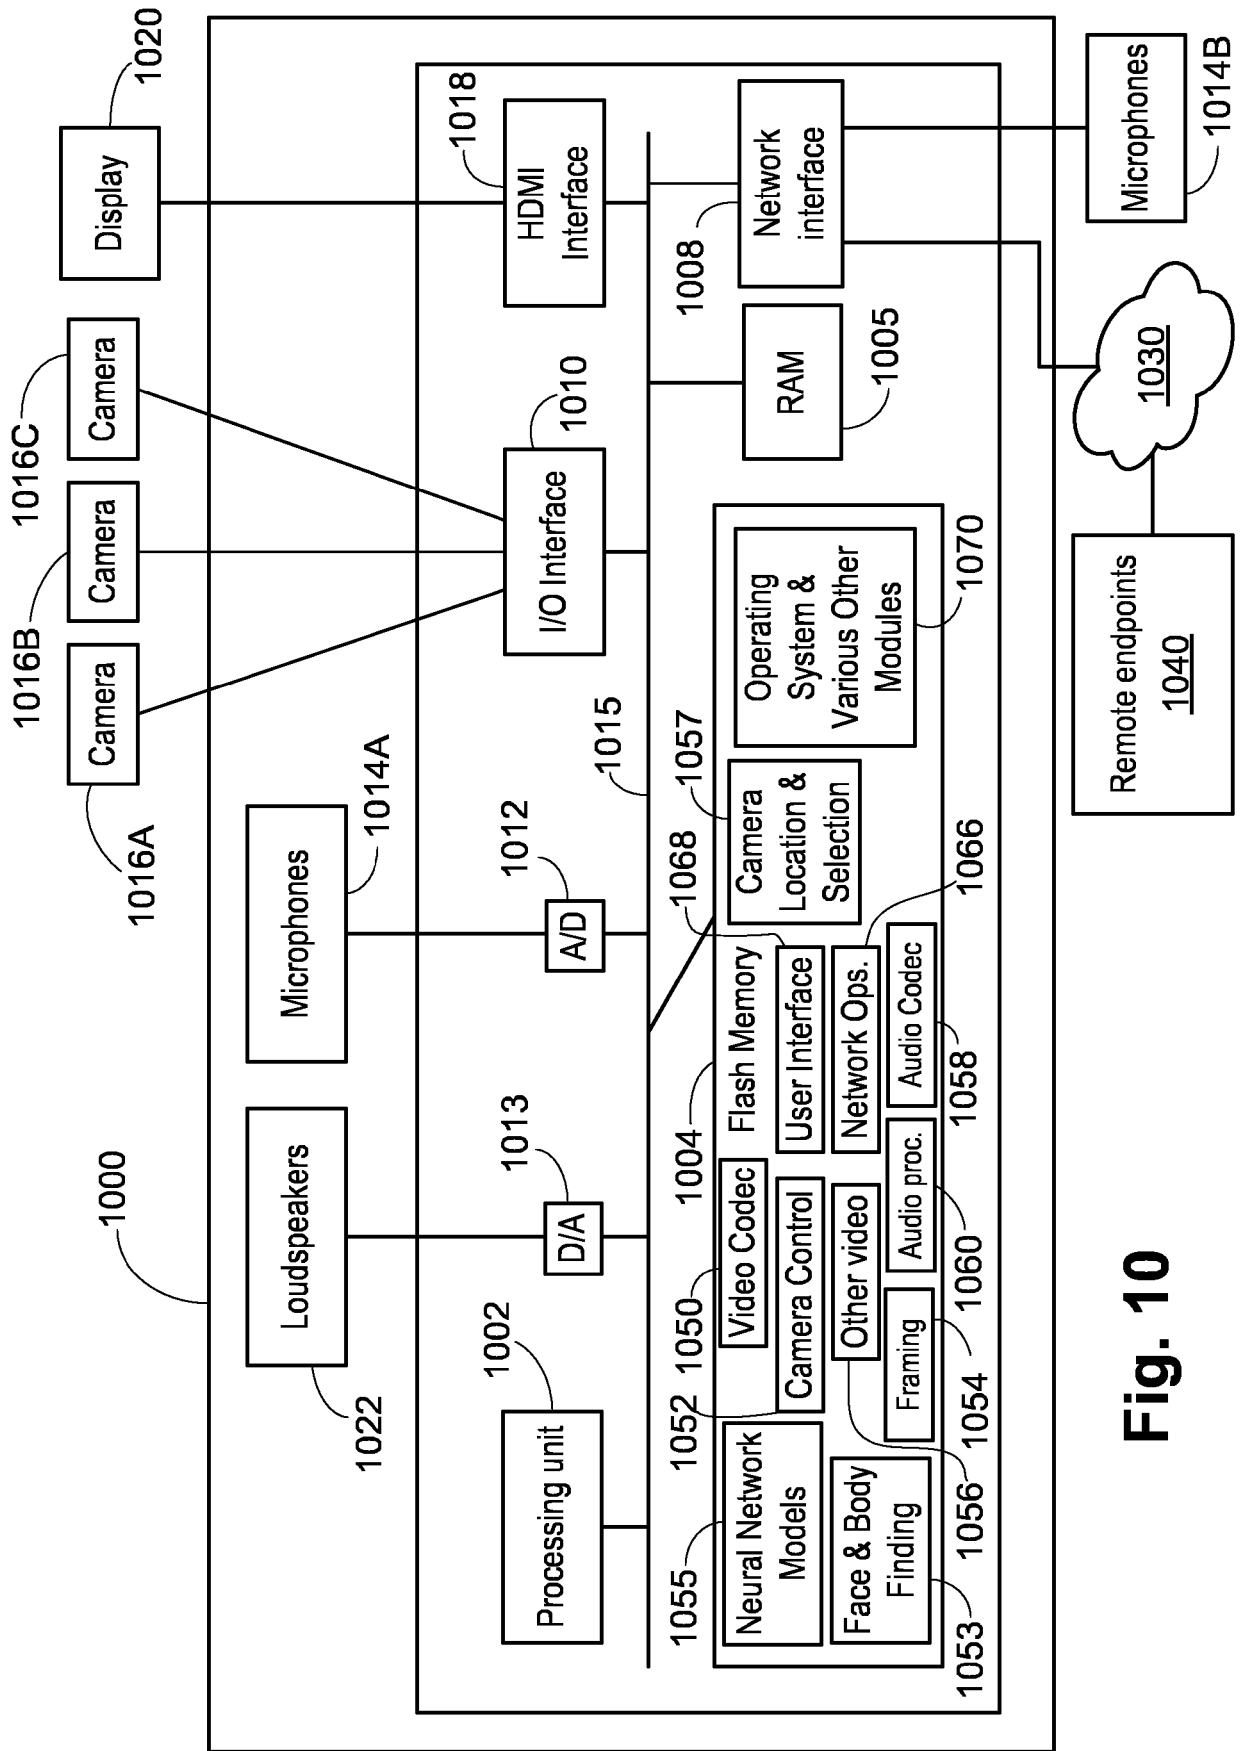 1000
1022
Loudspeakers
Microphones
1014A
1016A
Camera
1016B
Camera
1016C
Camera
Display
1020
1002
Processing unit
1013
D/A
1012
A/D
1015
I/O Interface
1010
HDMI
Interface
1018
1055
Neural Network
Models
1052
1050
Video Codec
Camera Control
1004
Flash Memory
1068
User Interface
1057
Camera
Location &
Selection
Operating
System &
Various Other
Modules
1070
RAM
1005
1008
Network
interface
Face & Body
Finding
1053
Other video
1056
Framing
1054
Network Ops.
1066
Audio proc.
1060
Audio Codec
1058
Remote endpoints
1040
1030
Microphones
1014B
Fig. 10